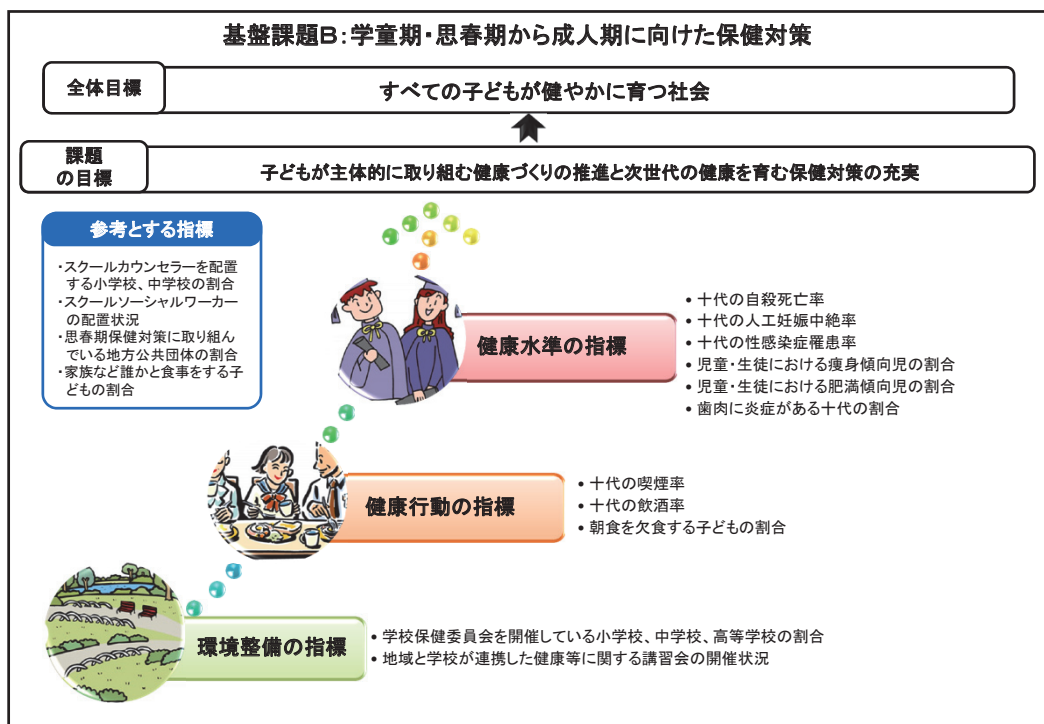 基盤課題B:学童期・思春期から成人期に向けた保健対策
全体目標
すべての子どもが健やかに育つ社会
課題
の目標
子どもが主体的に取り組む健康づくりの推進と次世代の健康を育む保健対策の充実
参考とする指標
・スクールカウンセラーを配置
する小学校、中学校の割合
・スクールソーシャルワーカー
の配置状況
・思春期保健対策に取り組ん
でいる地方公共団体の割合
・家族など誰かと食事をする子
どもの割合
健康水準の指標
• 十代の自殺死亡率
• 十代の人工妊娠中絶率
• 十代の性感染症罹患率
• 児童・生徒における痩身傾向児の割合
• 児童・生徒における肥満傾向児の割合
• 歯肉に炎症がある十代の割合
健康行動の指標
• 十代の喫煙率
• 十代の飲酒率
• 朝食を欠食する子どもの割合
環境整備の指標
• 学校保健委員会を開催している小学校、中学校、高等学校の割合
• 地域と学校が連携した健康等に関する講習会の開催状況